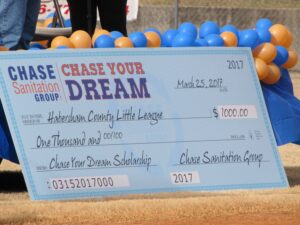 CHASE
Sanitation
GROUP
CHASE YOUR
DREAM
2017
March 25, 2017
Habersham County Little League
$ 1000.00
One Thousand and 00/100
DOLLARS
Chase Your Dream Scholarship
Chase Sanitation Group
03152017000
2017